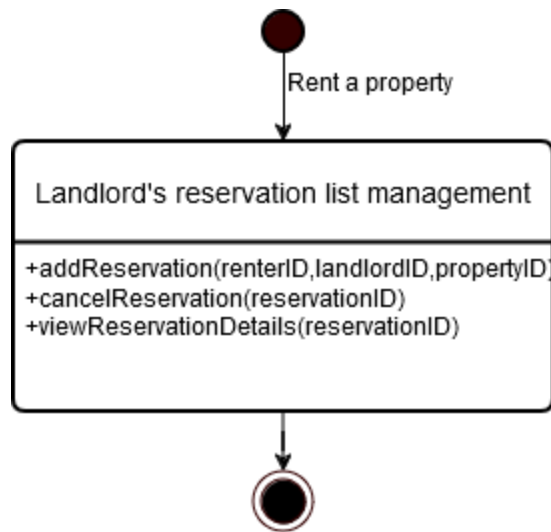 Rent a property
Landlord's reservation list management
+addReservation(renterID,landlordID,propertyID)
+cancelReservation(reservationID)
+viewReservationDetails(reservationID)